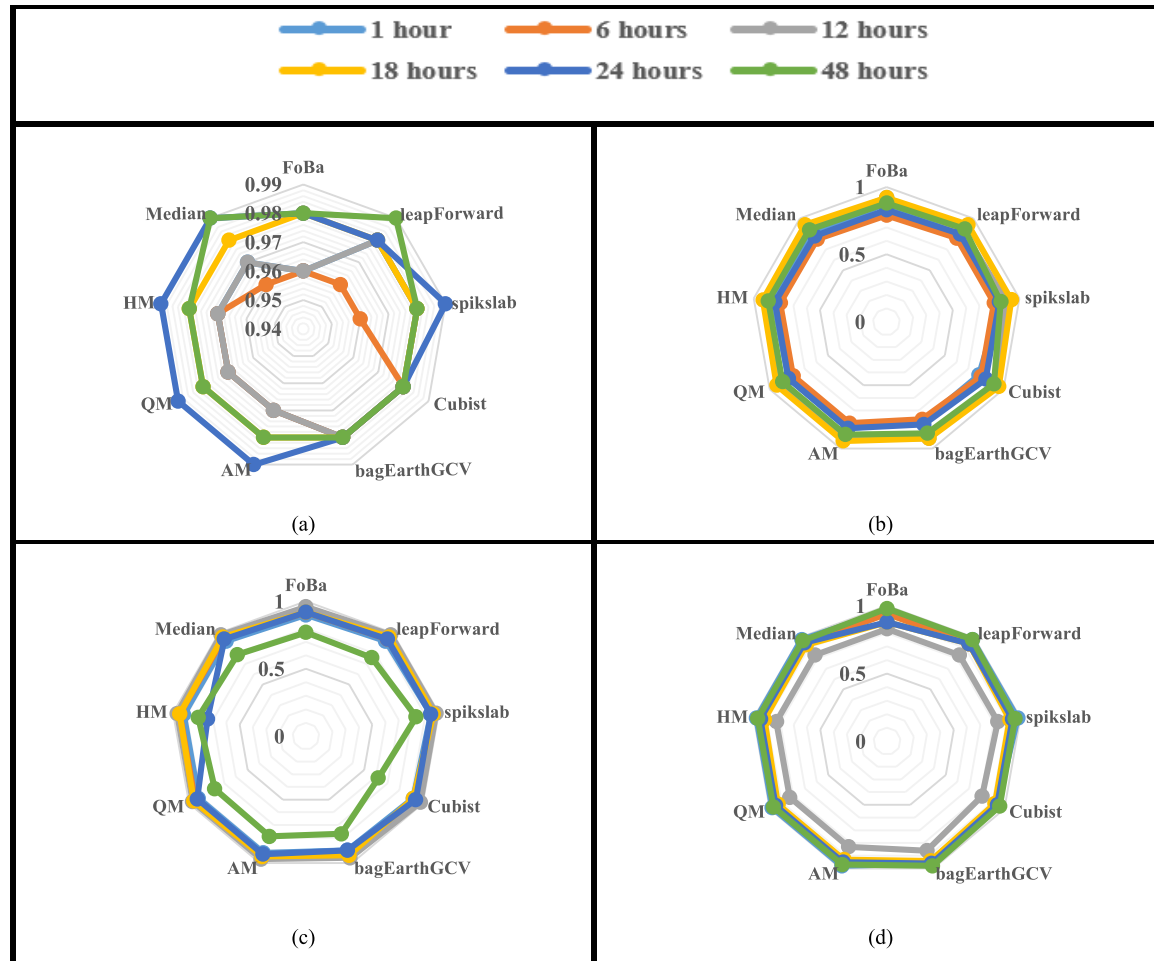 1 hour 6 hours 12 hours
18 hours 24 hours 48 hours
FoBa
0.99
Median 0.98 leapForward
0.97
0.96
HM 0.95 spikslab
0.94
QM Cubist
AM bagEarthGCV
(a)
FoBa
1
Median leapForward
0.5
HM spikslab
0
QM Cubist
AM bagEarthGCV
(b)
FoBa
1
Median leapForward
0.5
HM spikslab
0
QM Cubist
AM bagEarthGCV
(c)
FoBa
1
Median leapForward
0.5
HM spikslab
0
QM Cubist
AM bagEarthGCV
(d)